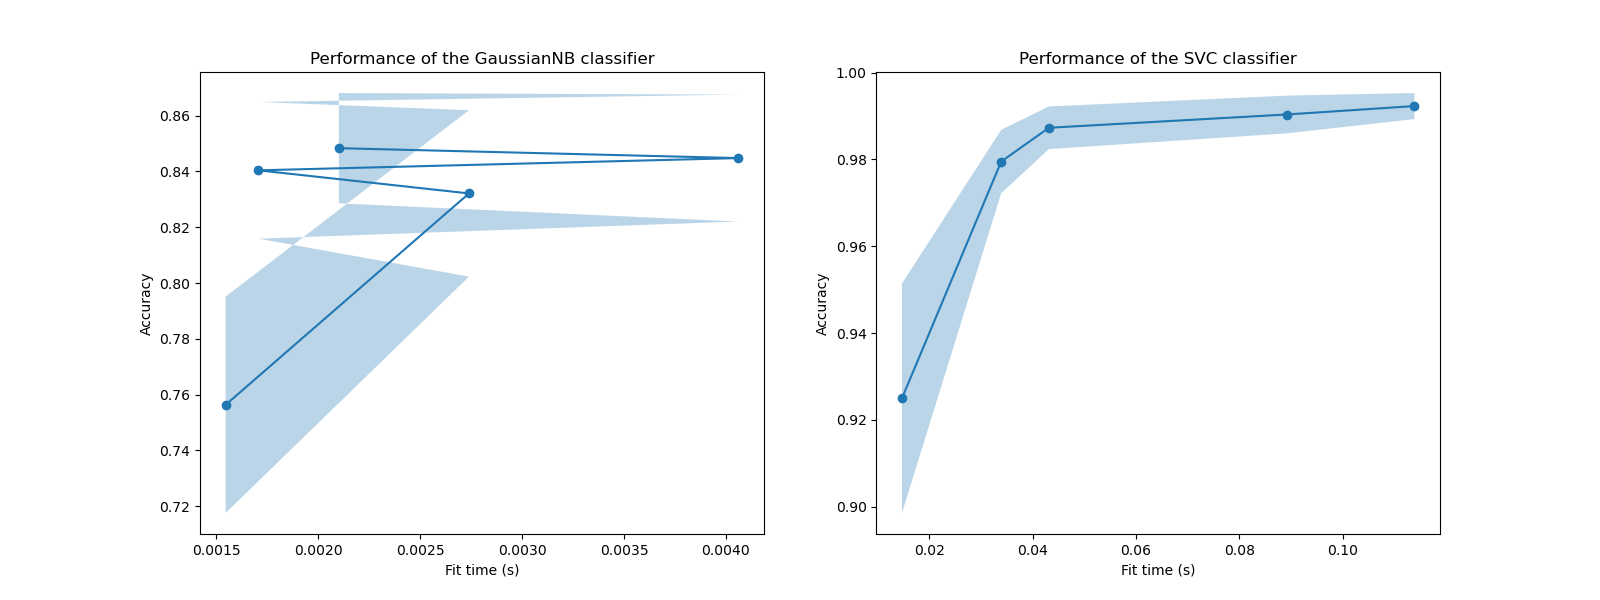 Performance of the GaussianNB classifier
Accuracy
0.86
0.84
0.82
0.80
0.78
0.76
0.74
0.72
0.0015 0.0020 0.0025 0.0030 0.0035 0.0040
Fit time (s)
Performance of the SVC classifier
Accuracy
1.00
0.98
0.96
0.94
0.92
0.90
0.02 0.04 0.06 0.08 0.10
Fit time (s)